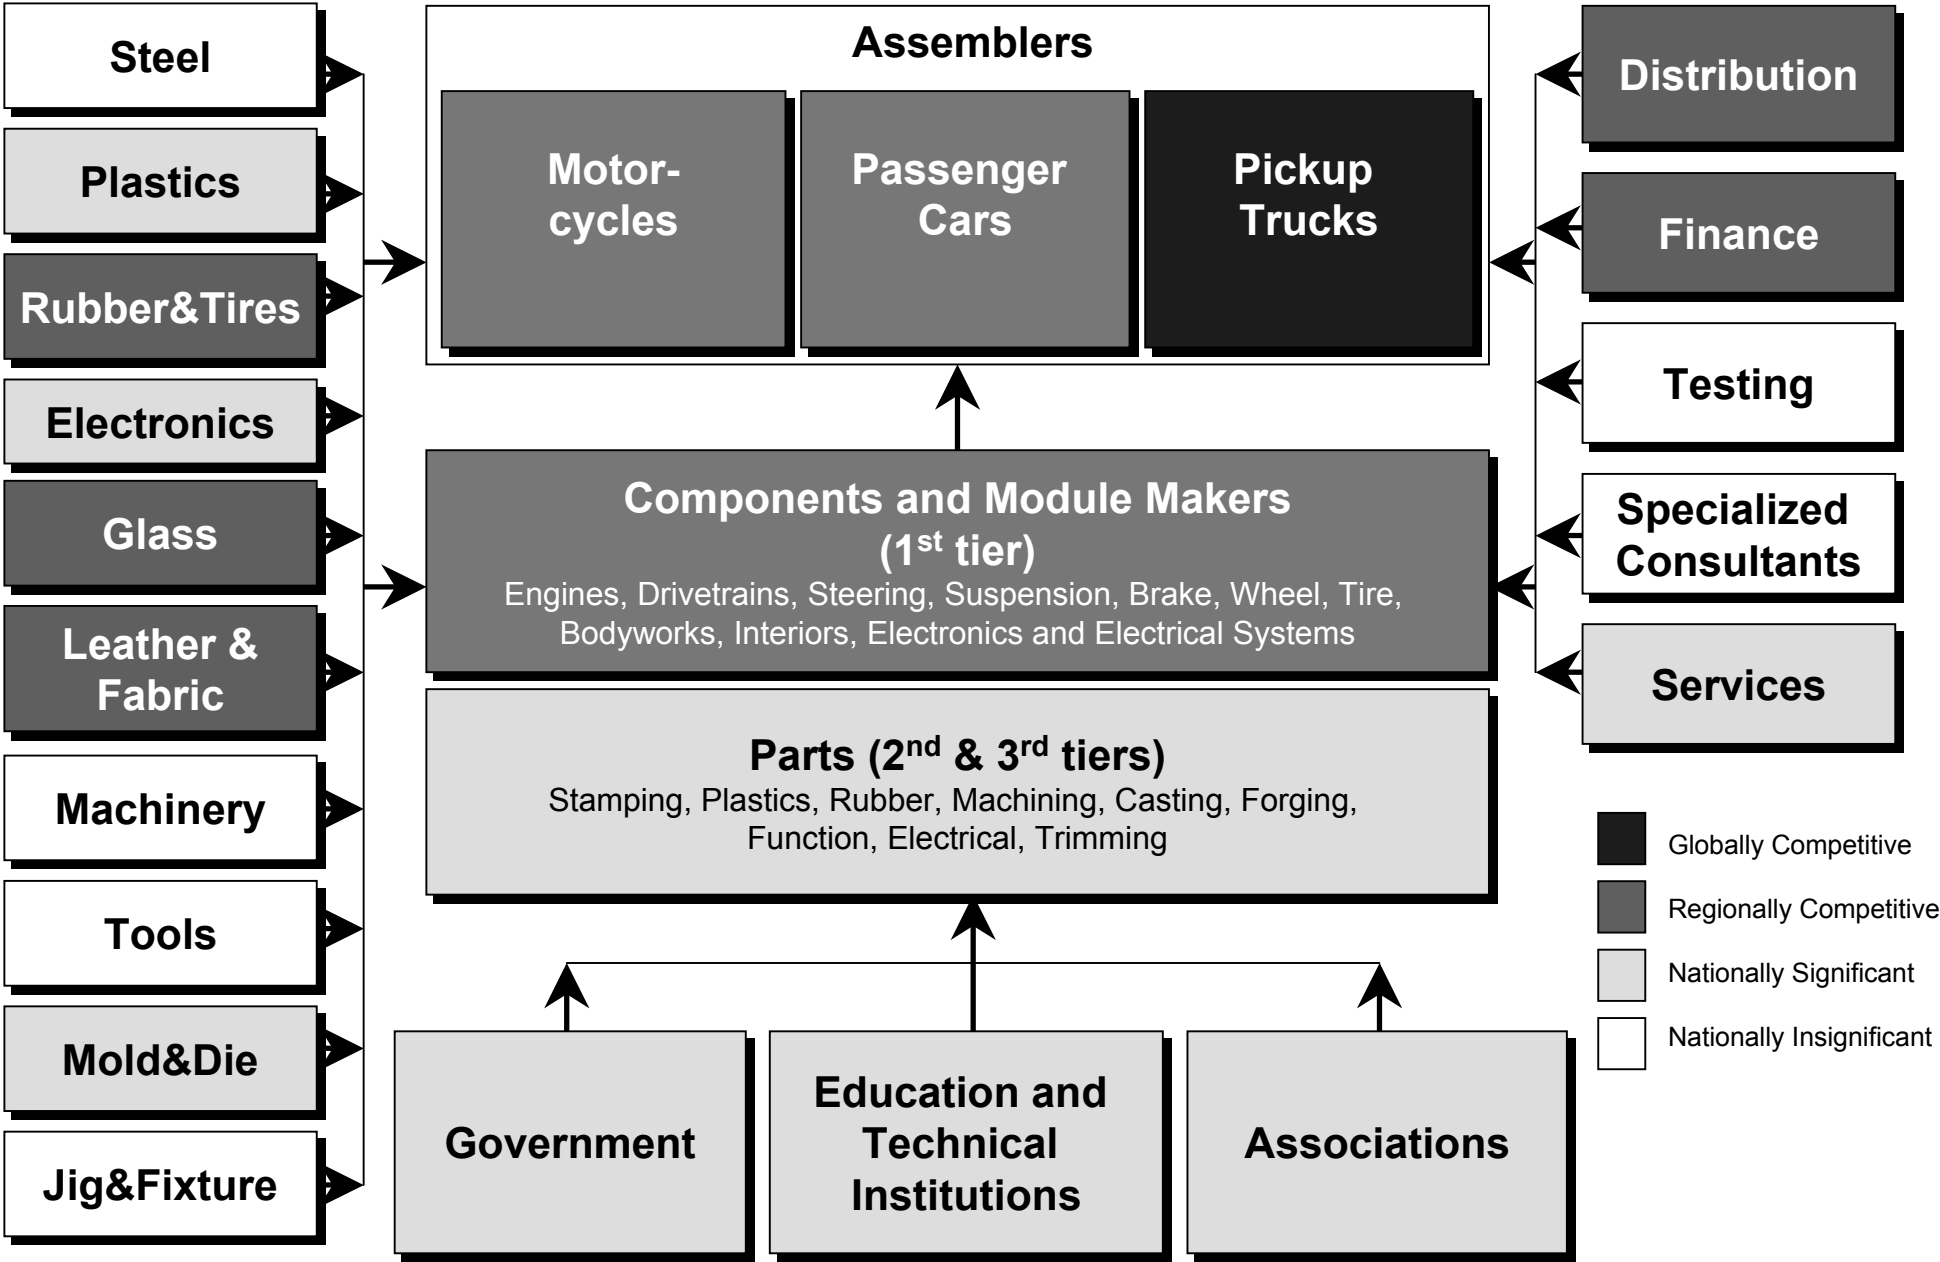 Steel
Plastics
Rubber&Tires
Electronics
Glass
Leather &
Fabric
Machinery
Tools
Mold&Die
Jig&Fixture
Assemblers
Motor-
cycles
Passenger
Cars
Pickup
Trucks
Components and Module Makers
(1st tier)
Engines, Drivetrains, Steering, Suspension, Brake, Wheel, Tire,
Bodyworks, Interiors, Electronics and Electrical Systems
Parts (2nd & 3rd tiers)
Stamping, Plastics, Rubber, Machining, Casting, Forging,
Function, Electrical, Trimming
Government
Education and
Technical
Institutions
Associations
Distribution
Finance
Testing
Specialized
Consultants
Services
Globally Competitive
Regionally Competitive
Nationally Significant
Nationally Insignificant